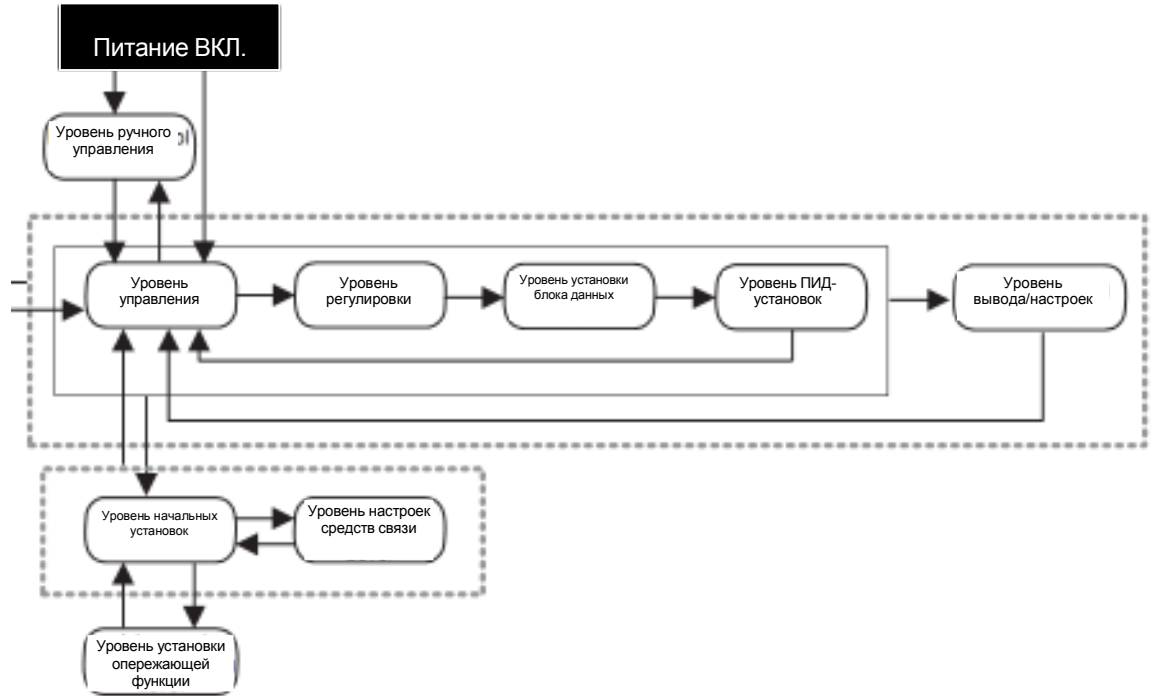 Питание ВКЛ.
Уровень ручного
управления
Уровень
управления
Уровень
регулировки
Уровень установки
блока данных
Уровень ПИД-
установок
Уровень
вывода/настроек
Уровень начальных
установок
Уровень настроек
средств связи
Уровень установки
опережающей
функции